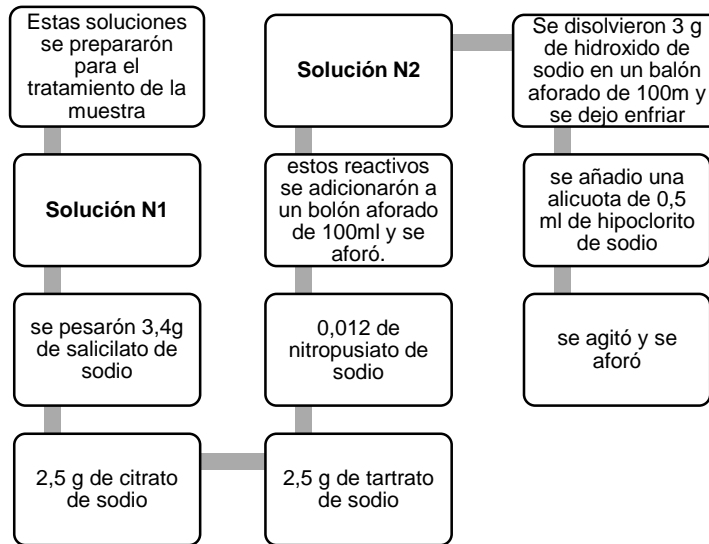 Estas soluciones
se prepararón
para el
tratamiento de la
muestra
Solución N1
se pesarón 3,4g
de salicilato de
sodio
2,5 g de citrato
de sodio
2,5 g de tartrato
de sodio
0,012 de
nitropusiato de
sodio
estos reactivos
se adicionarón a
un bolón aforado
de 100ml y se
aforó.
Solución N2
Se disolvieron 3 g
de hidroxido de
sodio en un balón
aforado de 100m y
se dejo enfriar
se añadio una
alicuota de 0,5
ml de hipoclorito
de sodio
se agitó y se
aforó